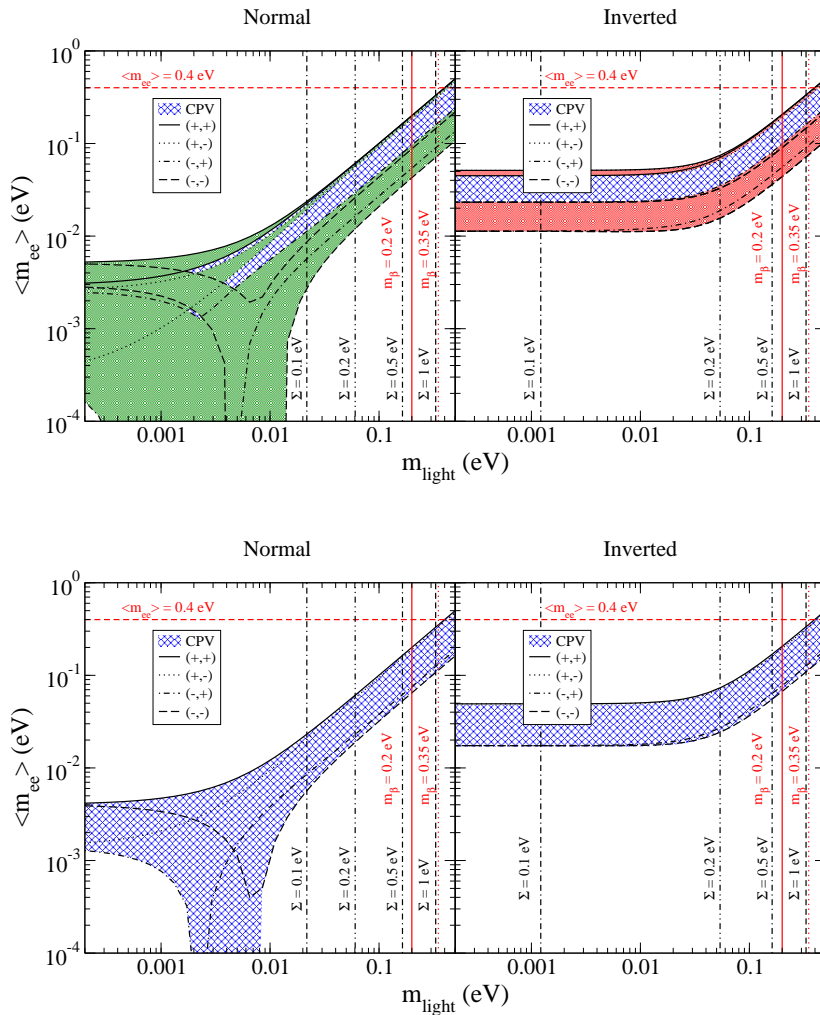 Normal
Inverted
10^0
<m_ee> = 0.4 eV
<m_ee> = 0.4 eV
CPV
(+,+)
(+,-)
(-,+)
(-,-)
CPV
(+,+)
(+,-)
(-,+)
(-,-)
10^-1
10^-2
10^-3
10^-4
<m_ee> (eV)
m_β = 0.2 eV
m_β = 0.35 eV
m_β = 0.2 eV
m_β = 0.35 eV
Σ = 0.1 eV
Σ = 0.2 eV
Σ = 0.5 eV
Σ = 1 eV
Σ = 0.1 eV
Σ = 0.2 eV
Σ = 0.5 eV
Σ = 1 eV
0.001
0.01
0.1
0.001
0.01
0.1
m_light (eV)
m_light (eV)
Normal
Inverted
10^0
<m_ee> = 0.4 eV
<m_ee> = 0.4 eV
CPV
(+,+)
(+,-)
(-,+)
(-,-)
CPV
(+,+)
(+,-)
(-,+)
(-,-)
10^-1
10^-2
10^-3
10^-4
<m_ee> (eV)
m_β = 0.2 eV
m_β = 0.35 eV
m_β = 0.2 eV
m_β = 0.35 eV
Σ = 0.1 eV
Σ = 0.2 eV
Σ = 0.5 eV
Σ = 1 eV
Σ = 0.1 eV
Σ = 0.2 eV
Σ = 0.5 eV
Σ = 1 eV
0.001
0.01
0.1
0.001
0.01
0.1
m_light (eV)
m_light (eV)